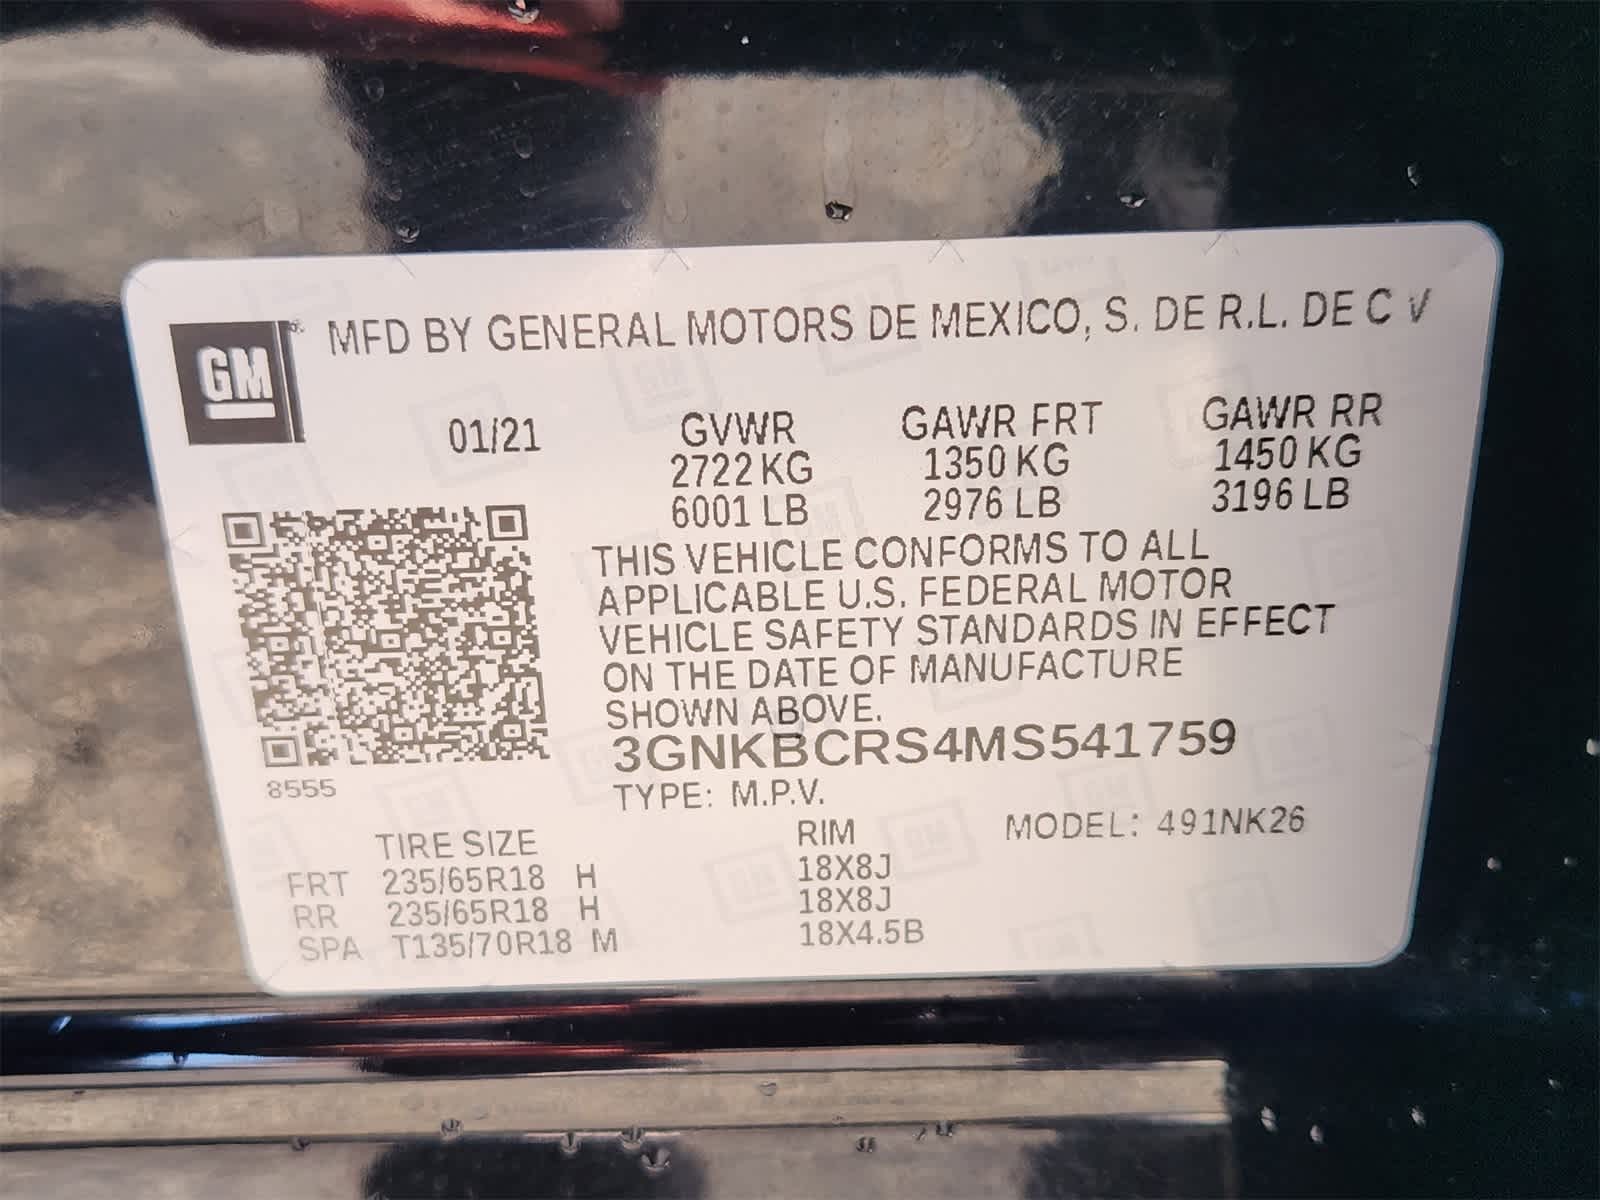 GM
MFD BY GENERAL MOTORS DE MEXICO, S. DE R.L. DE C V
01/21
GVWR GAWR FRT GAWR RR
2722 KG 1350 KG 1450 KG
6001 LB 2976 LB 3196 LB
THIS VEHICLE CONFORMS TO ALL
APPLICABLE U.S. FEDERAL MOTOR
VEHICLE SAFETY STANDARDS IN EFFECT
ON THE DATE OF MANUFACTURE
SHOWN ABOVE.
3GNKBCRS4MS541759
8555
TYPE: M.P.V.
MODEL: 491NK26
TIRE SIZE RIM
FRT 235/65R18 H 18X8J
RR 235/65R18 H 18X8J
SPA T135/70R18 M 18X4.5B